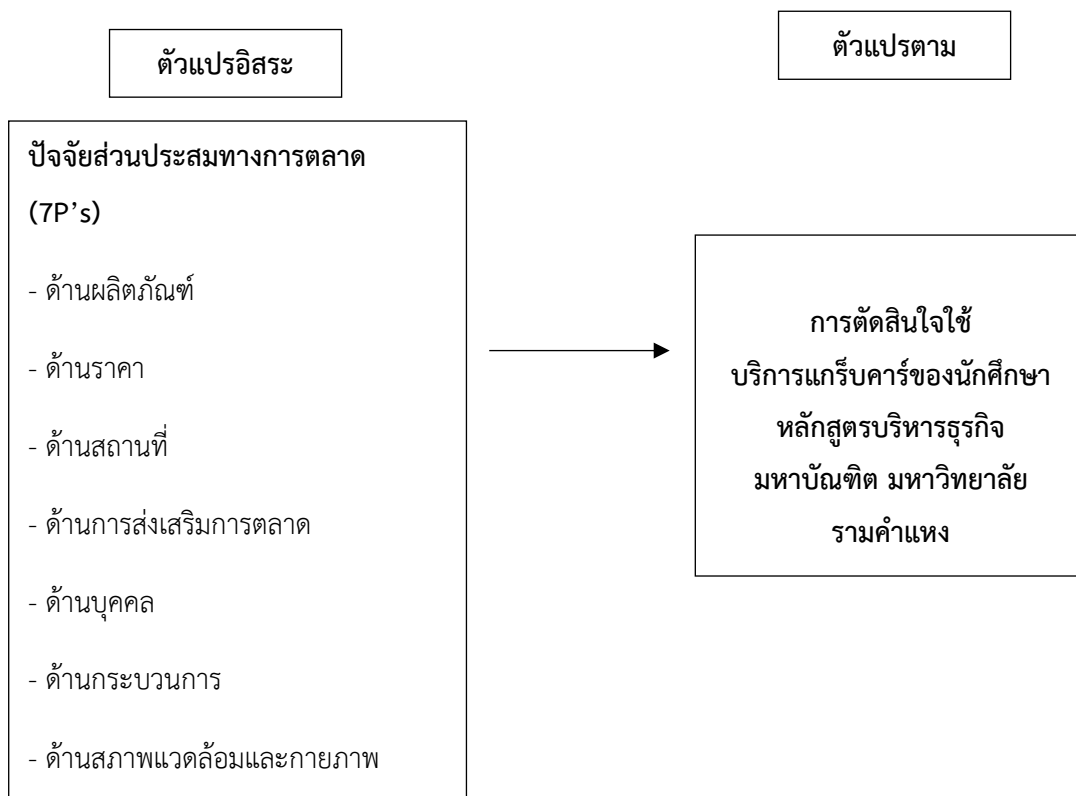 ตัวแปรอิสระ
ตัวแปรตาม
ปัจจัยส่วนประสมทางการตลาด
(7P’s)
- ด้านผลิตภัณฑ์
- ด้านราคา
- ด้านสถานที่
- ด้านการส่งเสริมการตลาด
- ด้านบุคคล
- ด้านกระบวนการ
- ด้านสภาพแวดล้อมและกายภาพ
การตัดสินใจใช้
บริการแกร็บคาร์ของนักศึกษา
หลักสูตรบริหารธุรกิจ
มหาบัณฑิต มหาวิทยาลัย
รามคำแหง